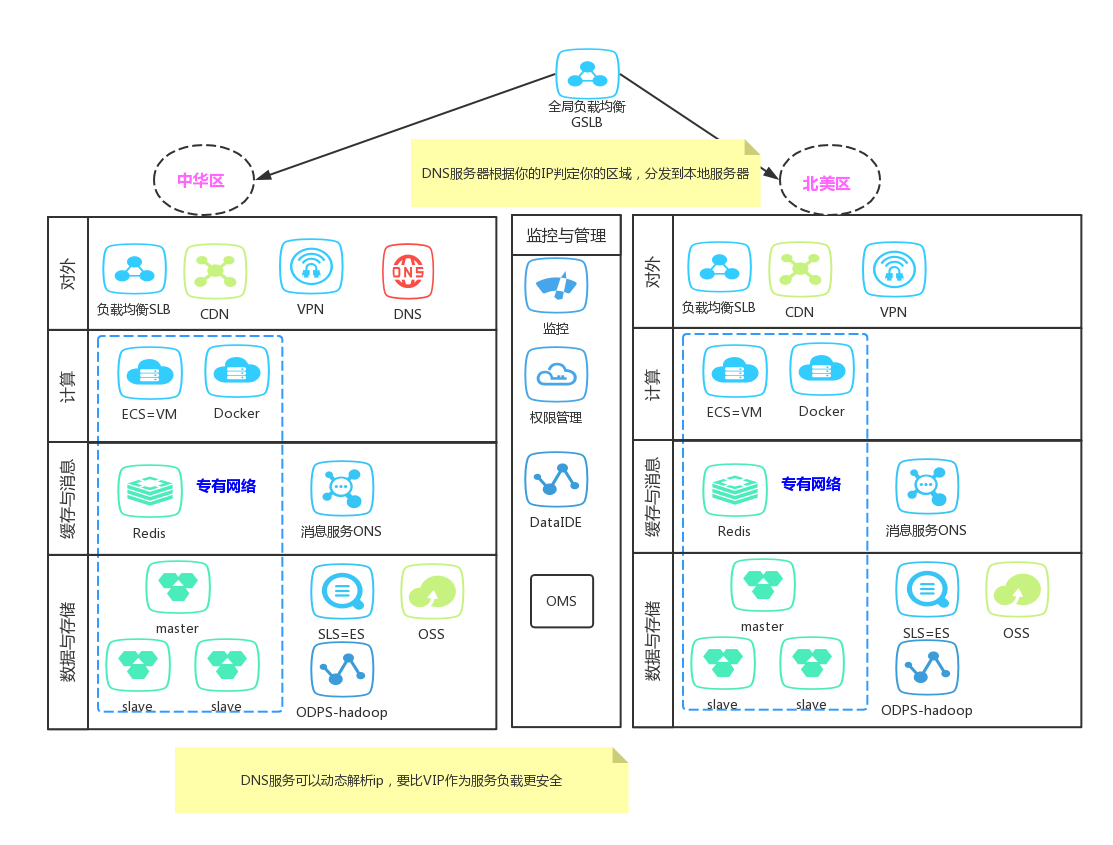 全局负载均衡
GSLB
DNS服务器根据你的IP判定你的区域，分发到本地服务器
中华区
北美区
对外
负载均衡SLB
CDN
VPN
DNS
计算
ECS=VM
Docker
缓存与消息
Redis
专有网络
消息服务ONS
数据与存储
master
slave
slave
SLS=ES
OSS
ODPS-hadoop
监控与管理
监控
权限管理
DataIDE
OMS
对外
负载均衡SLB
CDN
VPN
计算
ECS=VM
Docker
缓存与消息
Redis
专有网络
消息服务ONS
数据与存储
master
slave
slave
SLS=ES
OSS
ODPS-hadoop
DNS服务可以动态解析ip，要比VIP作为服务负载更安全